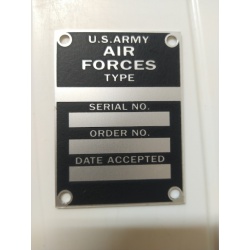 U.S. ARMY
AIR
FORCES
TYPE
SERIAL NO.
ORDER NO.
DATE ACCEPTED